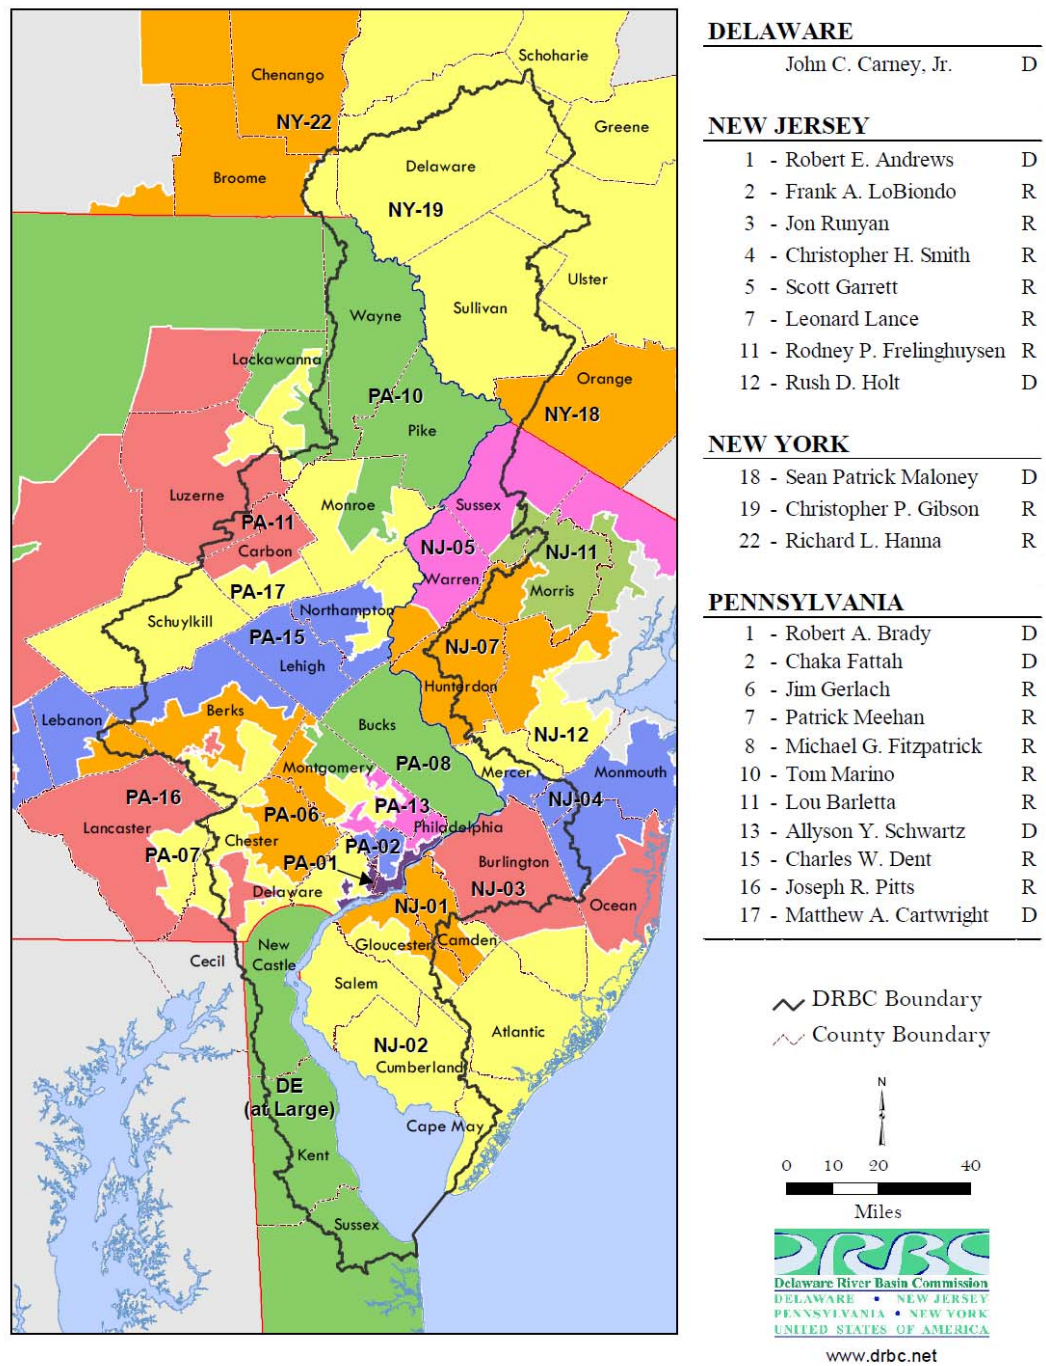 Schoharie
Chenango
NY-22
Greene
Delaware
Broome
NY-19
Ulster
Sullivan
Wayne
Lackawanna
Orange
PA-10
NY-18
Pike
Luzerne
Monroe
Sussex
PA-11
Carbon
NJ-05
NJ-11
Warren
Morris
PA-17
Northampton
Schuylkill
PA-15
NJ-07
Lehigh
Hunterdon
Lebanon
Berks
Bucks
NJ-12
Montgomery
PA-08
Mercer
Monmouth
PA-16
PA-13
NJ-04
PA-06
Lancaster
Philadelphia
Chester
PA-02
PA-07
PA-01
Burlington
Delaware
NJ-03
NJ-01
Ocean
New
Castle
Gloucester
Camden
Cecil
Salem
Atlantic
NJ-02
Cumberland
DE
(at Large)
Cape May
Kent
Sussex
DELAWARE
John C. Carney, Jr. D
NEW JERSEY
1 - Robert E. Andrews D
2 - Frank A. LoBiondo R
3 - Jon Runyan R
4 - Christopher H. Smith R
5 - Scott Garrett R
7 - Leonard Lance R
11 - Rodney P. Frelinghuysen R
12 - Rush D. Holt D
NEW YORK
18 - Sean Patrick Maloney D
19 - Christopher P. Gibson R
22 - Richard L. Hanna R
PENNSYLVANIA
1 - Robert A. Brady D
2 - Chaka Fattah D
6 - Jim Gerlach R
7 - Patrick Meehan R
8 - Michael G. Fitzpatrick R
10 - Tom Marino R
11 - Lou Barletta R
13 - Allyson Y. Schwartz D
15 - Charles W. Dent R
16 - Joseph R. Pitts R
17 - Matthew A. Cartwright D
DRBC Boundary
County Boundary
N
0 10 20 40
Miles
DRBC
Delaware River Basin Commission
DELAWARE • NEW JERSEY
PENNSYLVANIA • NEW YORK
UNITED STATES OF AMERICA
www.drbc.net